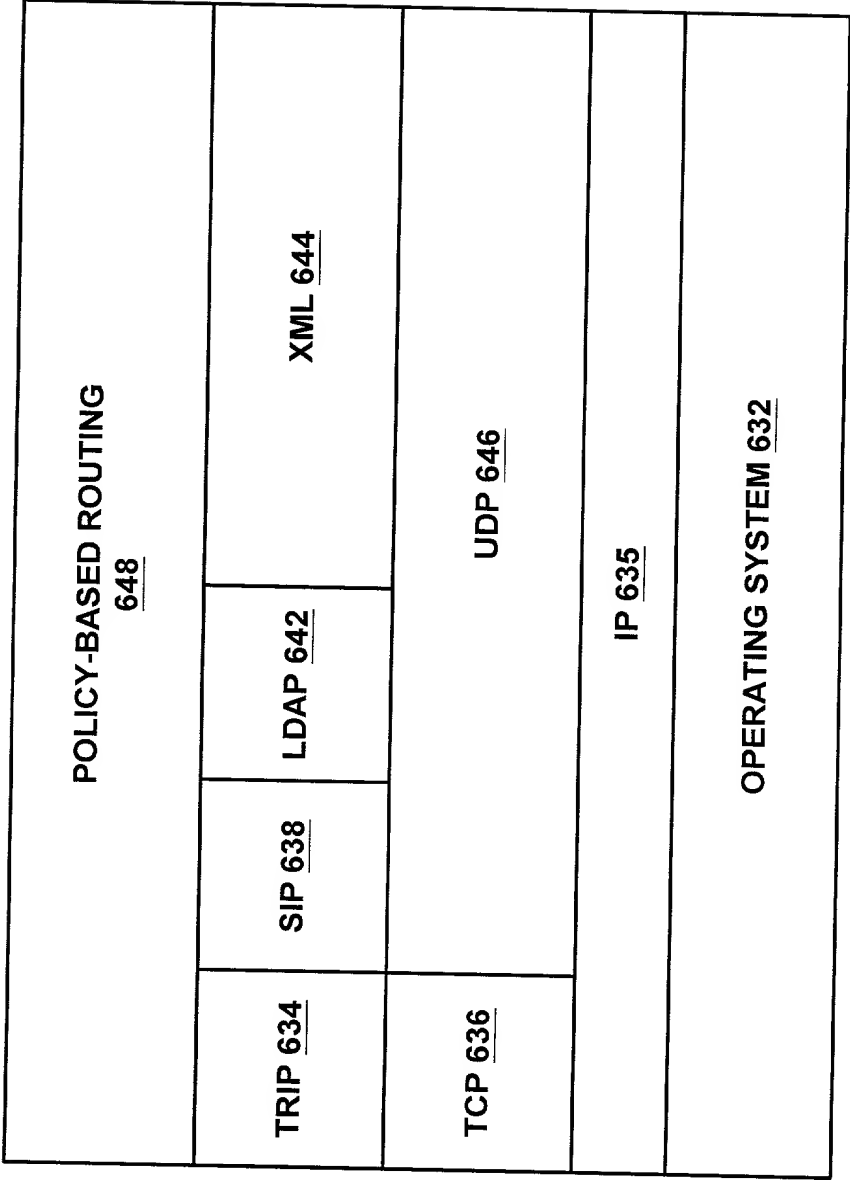 POLICY-BASED ROUTING
648
TRIP 634
SIP 638
LDAP 642
XML 644
TCP 636
UDP 646
IP 635
OPERATING SYSTEM 632